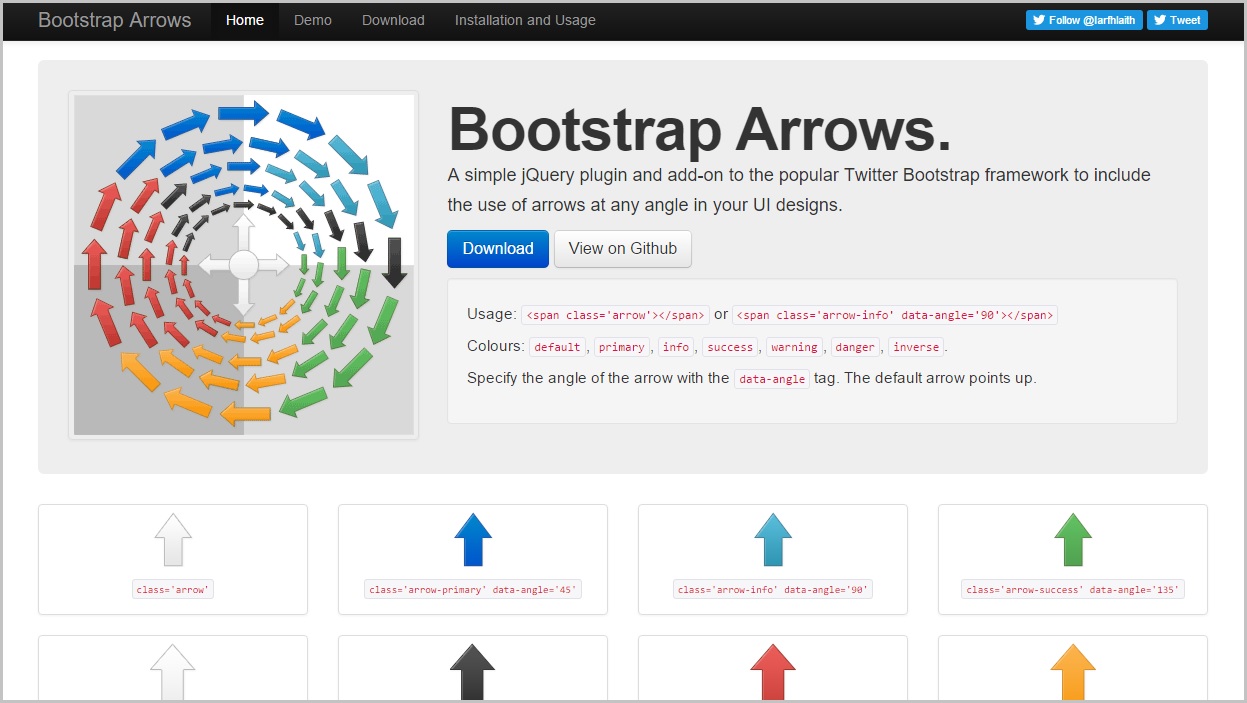 Bootstrap Arrows Home Demo Download Installation and Usage Follow @larfhlaith Tweet
Bootstrap Arrows.
A simple jQuery plugin and add-on to the popular Twitter Bootstrap framework to include
the use of arrows at any angle in your UI designs.
Download View on Github
Usage: <span class='arrow'></span> or <span class='arrow-info' data-angle='90'></span>
Colours: default, primary, info, success, warning, danger, inverse.
Specify the angle of the arrow with the data-angle tag. The default arrow points up.
class='arrow' class='arrow-primary' data-angle='45' class='arrow-info' data-angle='90' class='arrow-success' data-angle='135'